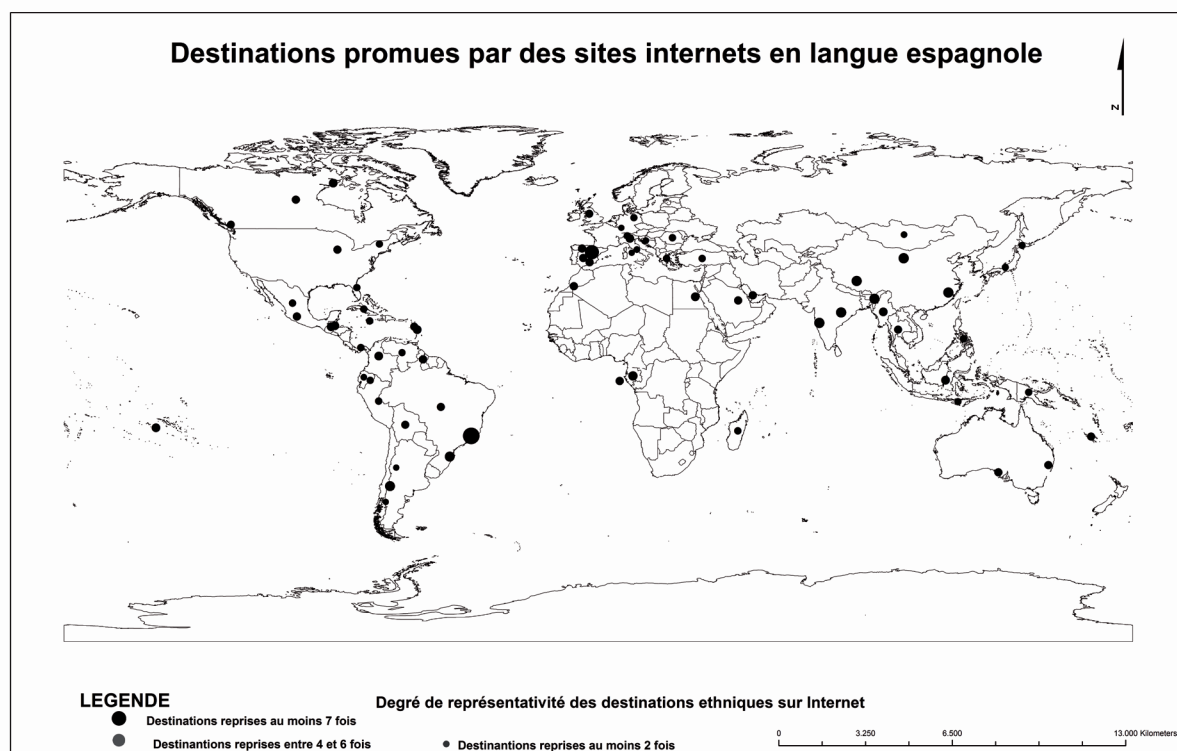 Destinations promues par des sites internets en langue espagnole
N
LEGENDE
Degré de représentativité des destinations ethniques sur Internet
Destinations reprises au moins 7 fois
Destinantions reprises entre 4 et 6 fois
Destinantions reprises au moins 2 fois
0 3.250 6.500 13.000 Kilometers